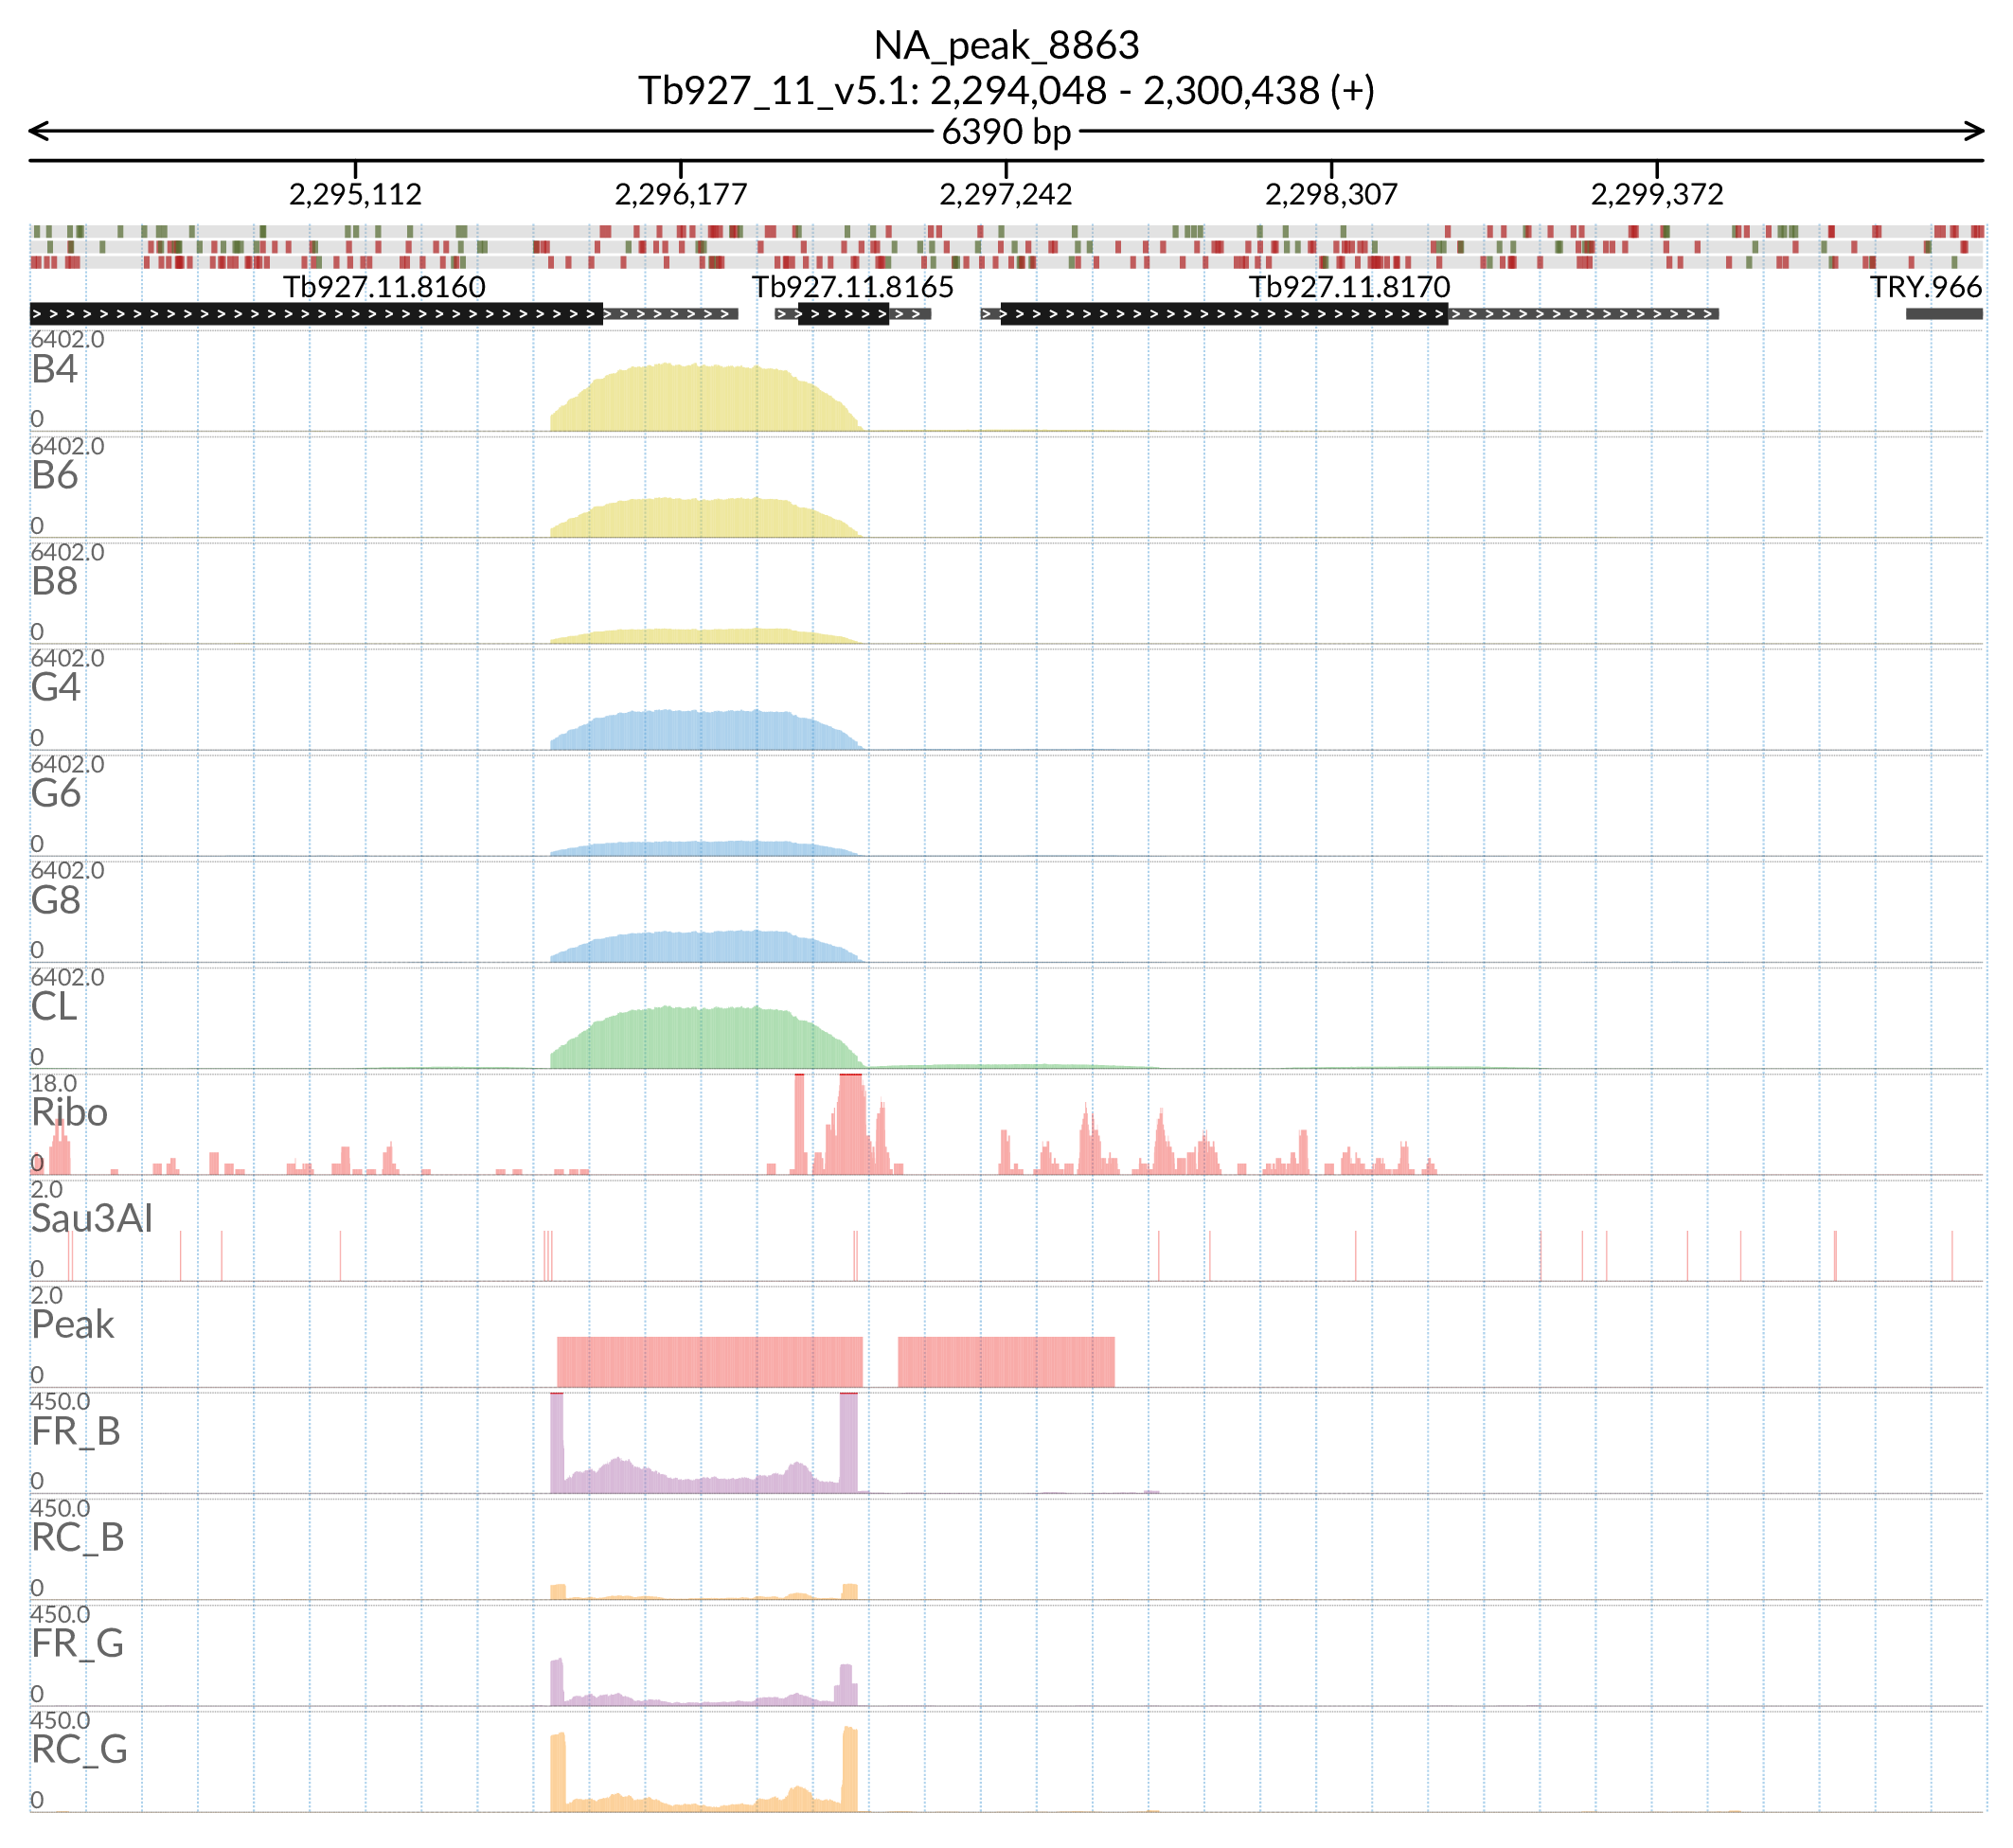 NA_peak_8863
Tb927_11_v5.1: 2,294,048 - 2,300,438 (+)
6390 bp
2,295,112 2,296,177 2,297,242 2,298,307 2,299,372
Tb927.11.8160 Tb927.11.8165 Tb927.11.8170 TRY.966
6402.0
B4
0
6402.0
B6
0
6402.0
B8
0
6402.0
G4
0
6402.0
G6
0
6402.0
G8
0
6402.0
CL
0
18.0
Ribo
0
2.0
Sau3AI
0
2.0
Peak
0
450.0
FR_B
0
450.0
RC_B
0
450.0
FR_G
0
450.0
RC_G
0